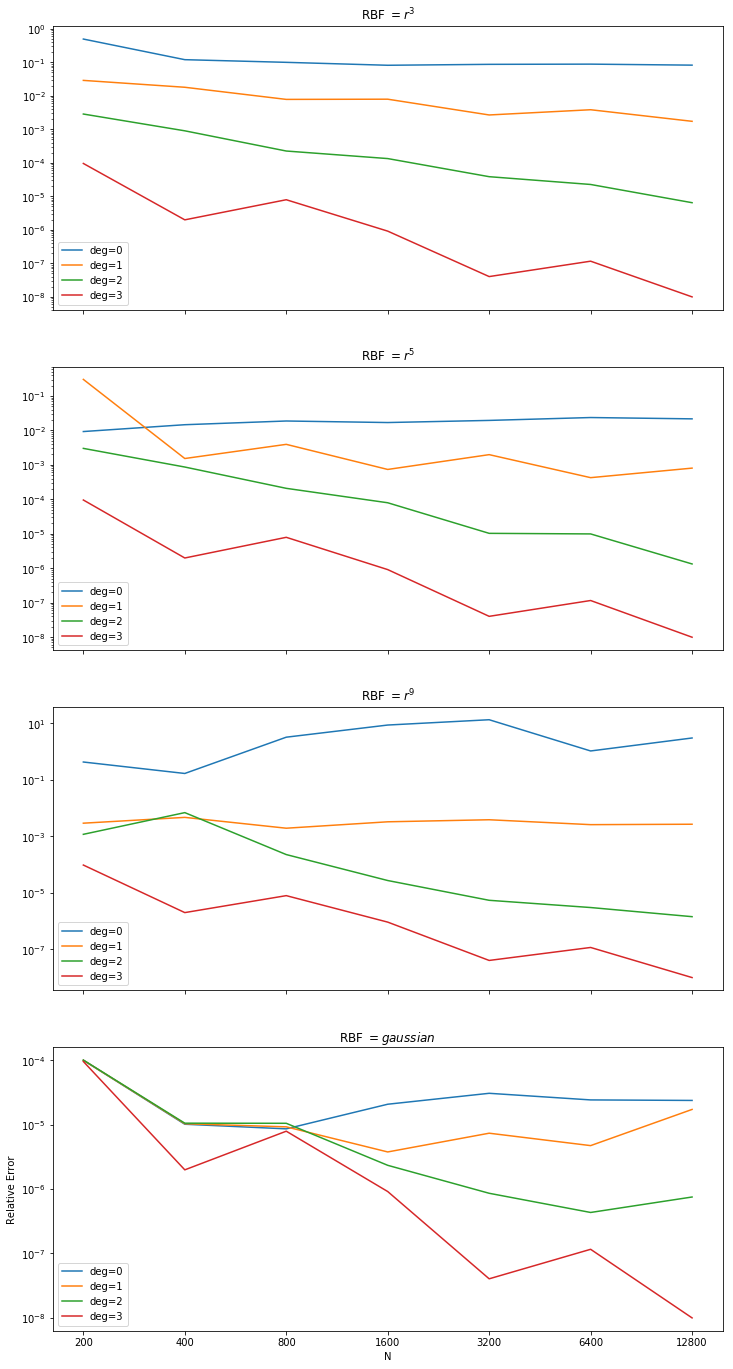 RBF = r³
10⁰
10⁻¹
10⁻²
10⁻³
10⁻⁴
10⁻⁵
10⁻⁶
10⁻⁷
10⁻⁸
deg=0
deg=1
deg=2
deg=3
RBF = r⁵
10⁻¹
10⁻²
10⁻³
10⁻⁴
10⁻⁵
10⁻⁶
10⁻⁷
10⁻⁸
deg=0
deg=1
deg=2
deg=3
RBF = r⁹
10¹
10⁻¹
10⁻³
10⁻⁵
10⁻⁷
deg=0
deg=1
deg=2
deg=3
RBF = gaussian
10⁻⁴
10⁻⁵
10⁻⁶
10⁻⁷
10⁻⁸
Relative Error
deg=0
deg=1
deg=2
deg=3
200 400 800 1600 3200 6400 12800
N